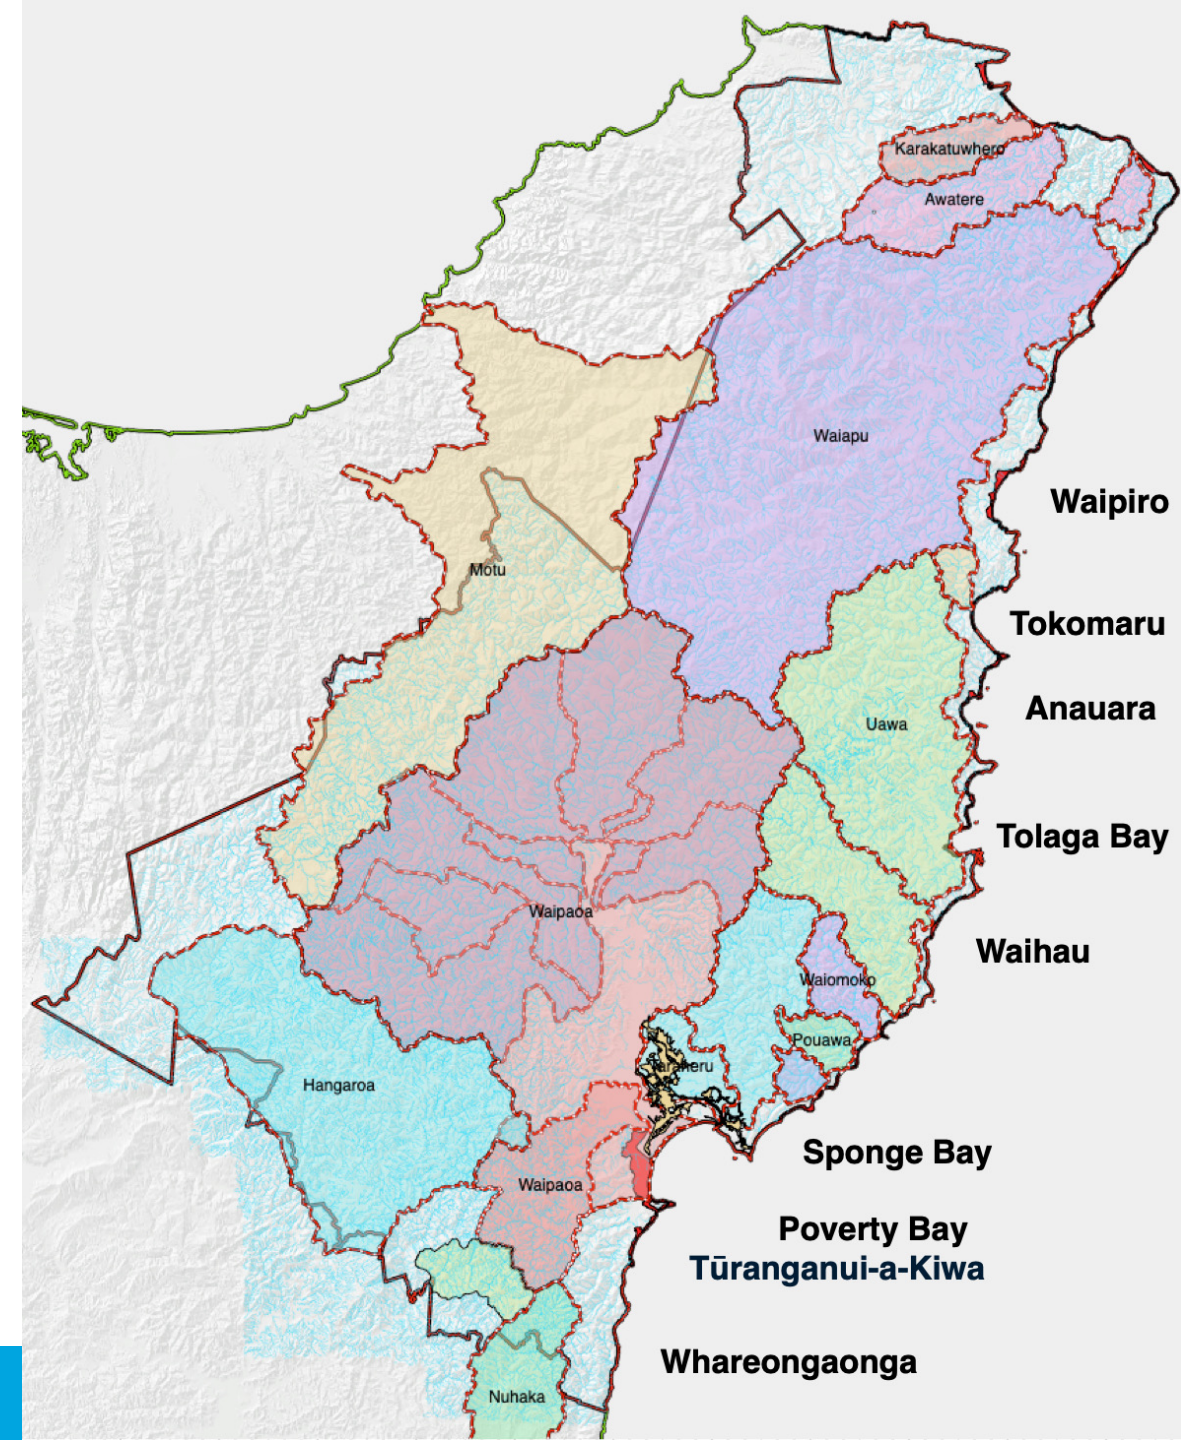 Karakatuwhero
Awatere
Waiapu
Waipiro
Motu
Tokomaru
Anauara
Uawa
Tolaga Bay
Waipaoa
Waihau
Waiomoko
Pouawa
Taraheru
Hangaroa
Sponge Bay
Waipaoa
Poverty Bay
Tūranganui-a-Kiwa
Whareongaonga
Nuhaka